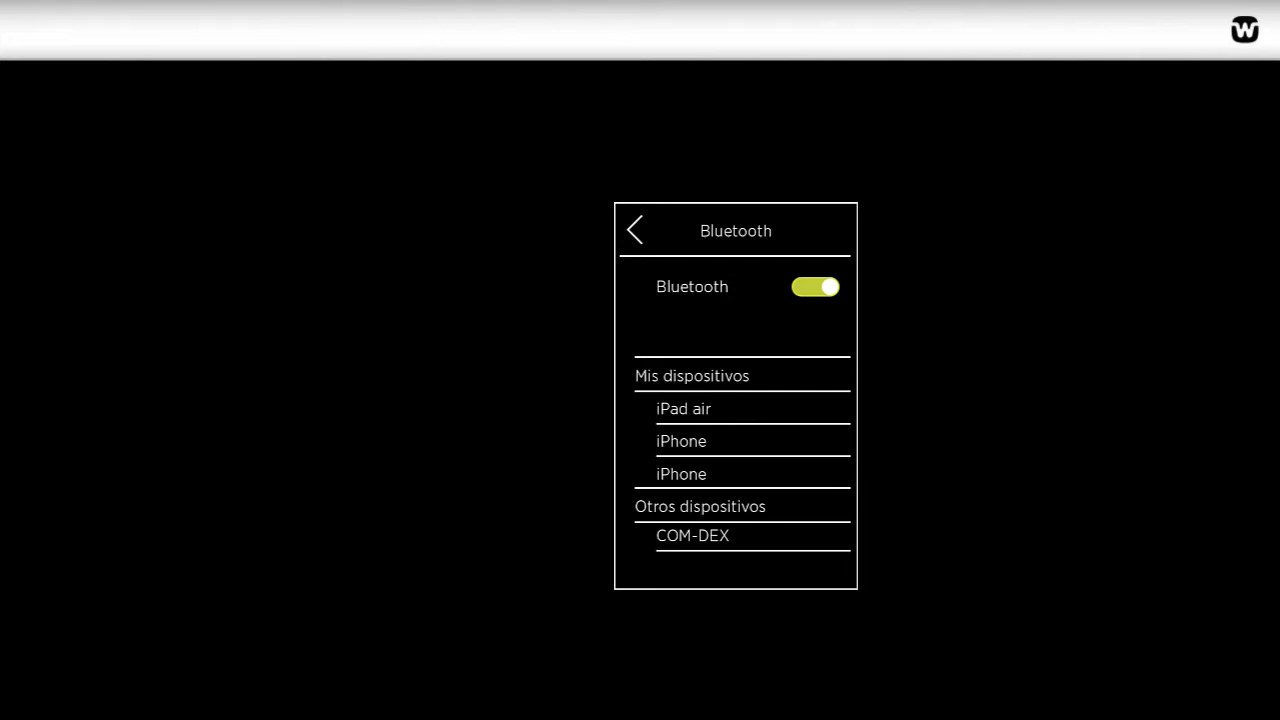 W
Bluetooth
Bluetooth
Mis dispositivos
iPad air
iPhone
iPhone
Otros dispositivos
COM-DEX